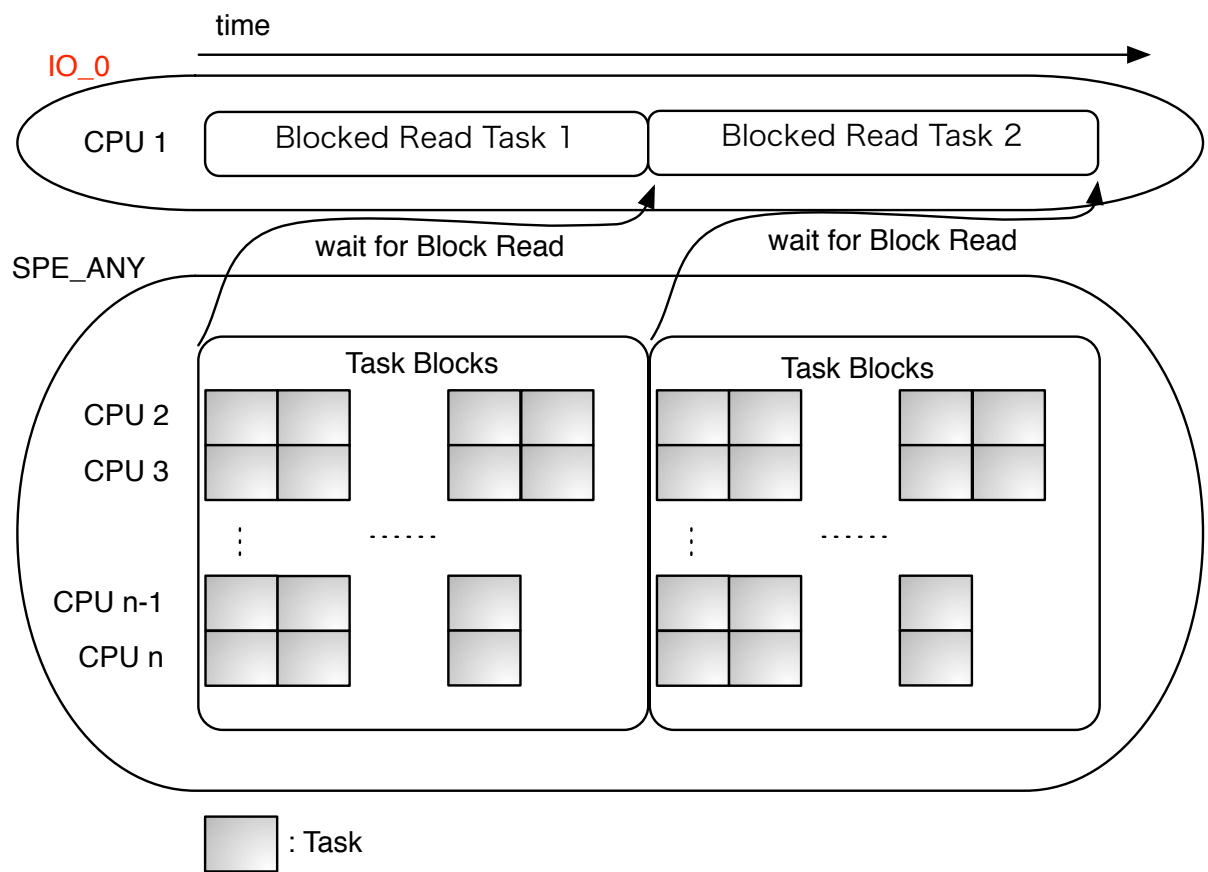 time
IO_0
CPU 1
Blocked Read Task 1
Blocked Read Task 2
wait for Block Read
wait for Block Read
SPE_ANY
Task Blocks
Task Blocks
CPU 2
CPU 3
CPU n-1
CPU n
: Task